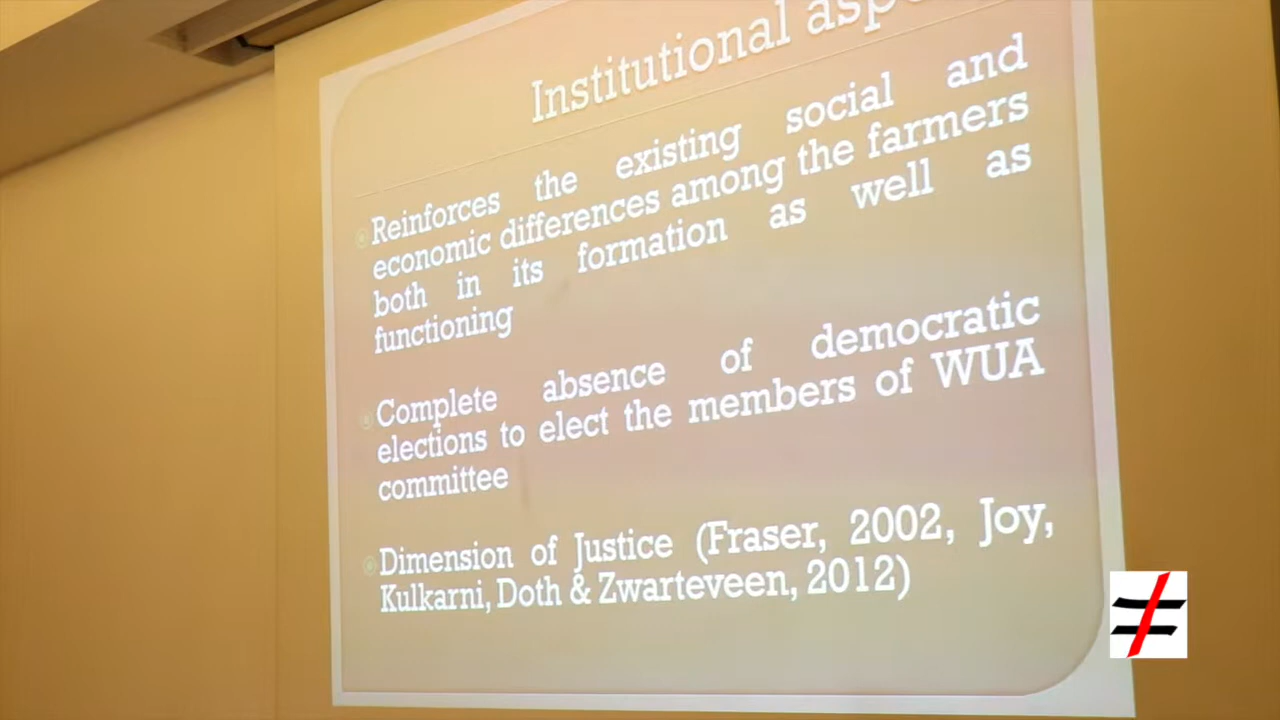 Institutional
Reinforces the existing social and
economic differences among the farmers
both in its formation as well as
functioning
Complete absence of democratic
elections to elect the members of WUA
committee
Dimension of Justice (Fraser, 2002, Joy,
Kulkarni, Doth & Zwarteveen, 2012)